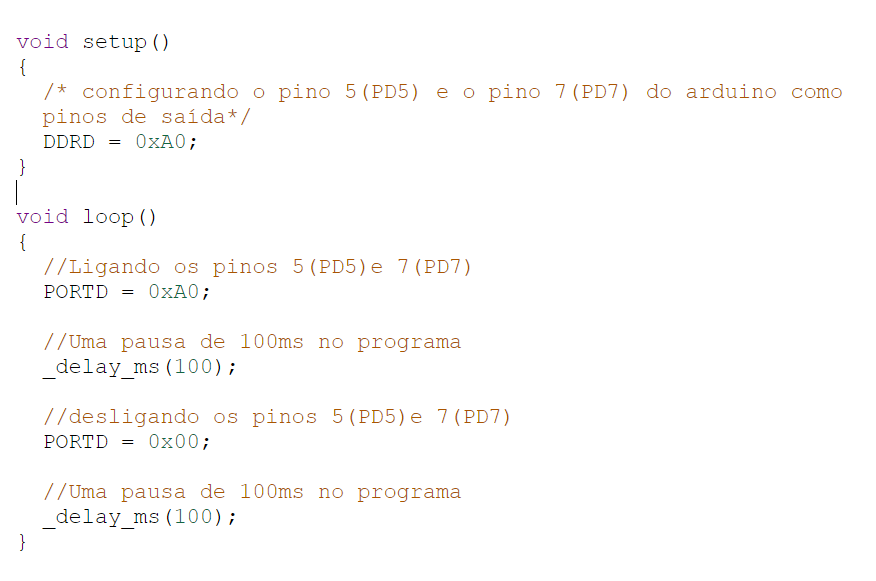 void setup()
{
/* configurando o pino 5(PD5) e o pino 7(PD7) do arduino como
pinos de saída*/
DDRD = 0xA0;
}
void loop()
{
//Ligando os pinos 5(PD5)e 7(PD7)
PORTD = 0xA0;
//Uma pausa de 100ms no programa
_delay_ms(100);
//desligando os pinos 5(PD5)e 7(PD7)
PORTD = 0x00;
//Uma pausa de 100ms no programa
_delay_ms(100);
}